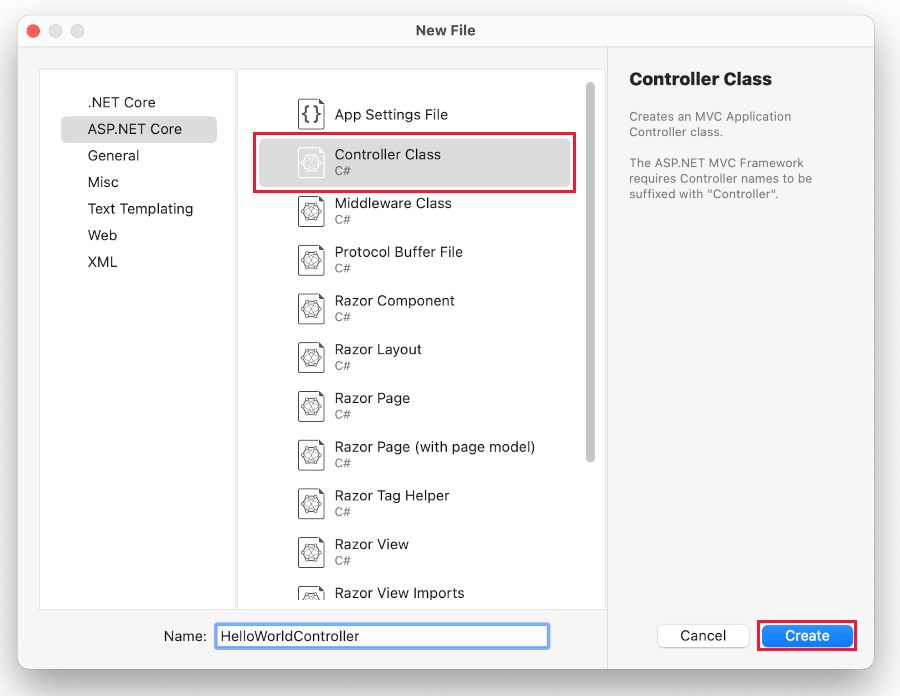 New File
.NET Core
ASP.NET Core
General
Misc
Text Templating
Web
XML
{} App Settings File
Controller Class
C#
Middleware Class
C#
Protocol Buffer File
C#
Razor Component
C#
Razor Layout
C#
Razor Page
C#
Razor Page (with page model)
C#
Razor Tag Helper
C#
Razor View
C#
Razor View Imports
Controller Class
Creates an MVC Application
Controller class.
The ASP.NET MVC Framework
requires Controller names to be
suffixed with "Controller".
Name: HelloWorldController
Cancel
Create